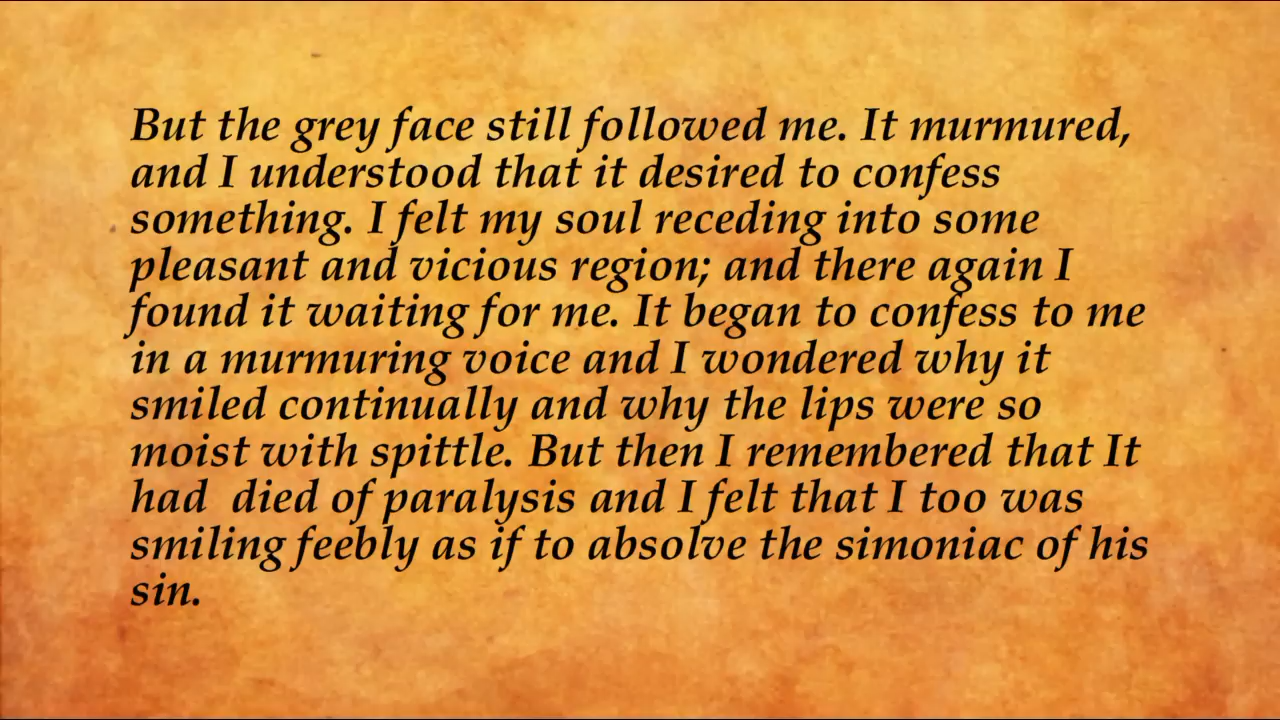 But the grey face still followed me. It murmured,
and I understood that it desired to confess
something. I felt my soul receding into some
pleasant and vicious region; and there again I
found it waiting for me. It began to confess to me
in a murmuring voice and I wondered why it
smiled continually and why the lips were so
moist with spittle. But then I remembered that It
had  died of paralysis and I felt that I too was
smiling feebly as if to absolve the simoniac of his
sin.